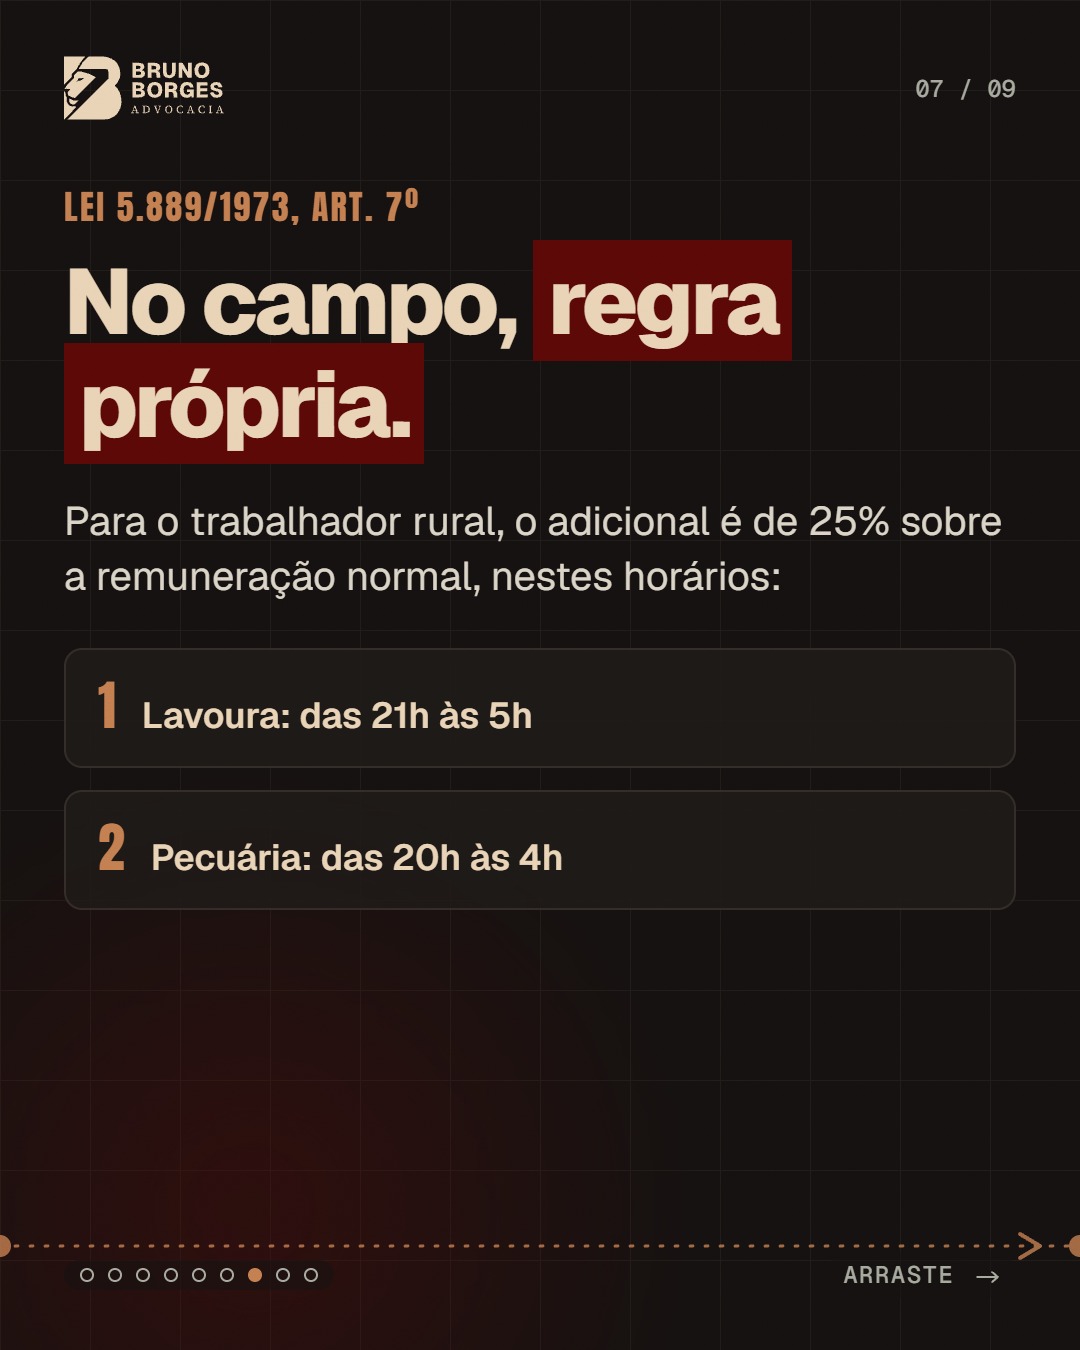 BRUNO
BORGES
ADVOCACIA
07 / 09
LEI 5.889/1973, ART. 7º
No campo, regra
própria.
Para o trabalhador rural, o adicional é de 25% sobre
a remuneração normal, nestes horários:
1 Lavoura: das 21h às 5h
2 Pecuária: das 20h às 4h
ARRASTE →